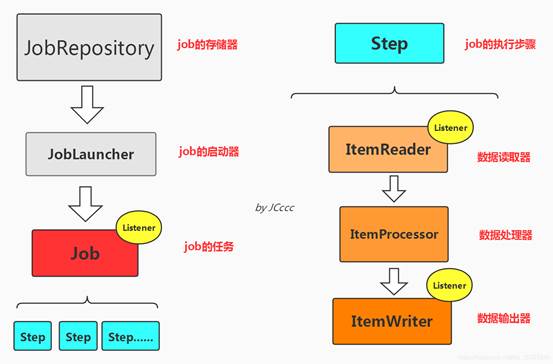 JobRepository
job的存储器
JobLauncher
job的启动器
Listener
Job
job的任务
Step
Step
Step......
by JCccc
Step
job的执行步骤
Listener
ItemReader
数据读取器
ItemProcessor
数据处理器
Listener
ItemWriter
数据输出器